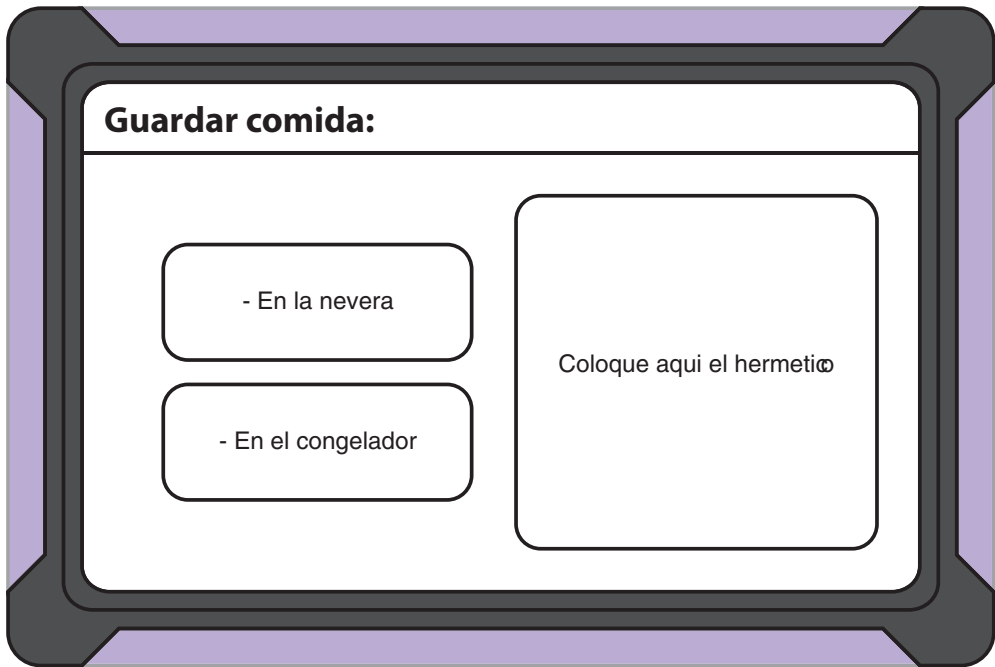 Guardar comida:
- En la nevera
- En el congelador
Coloque aqui el hermetico